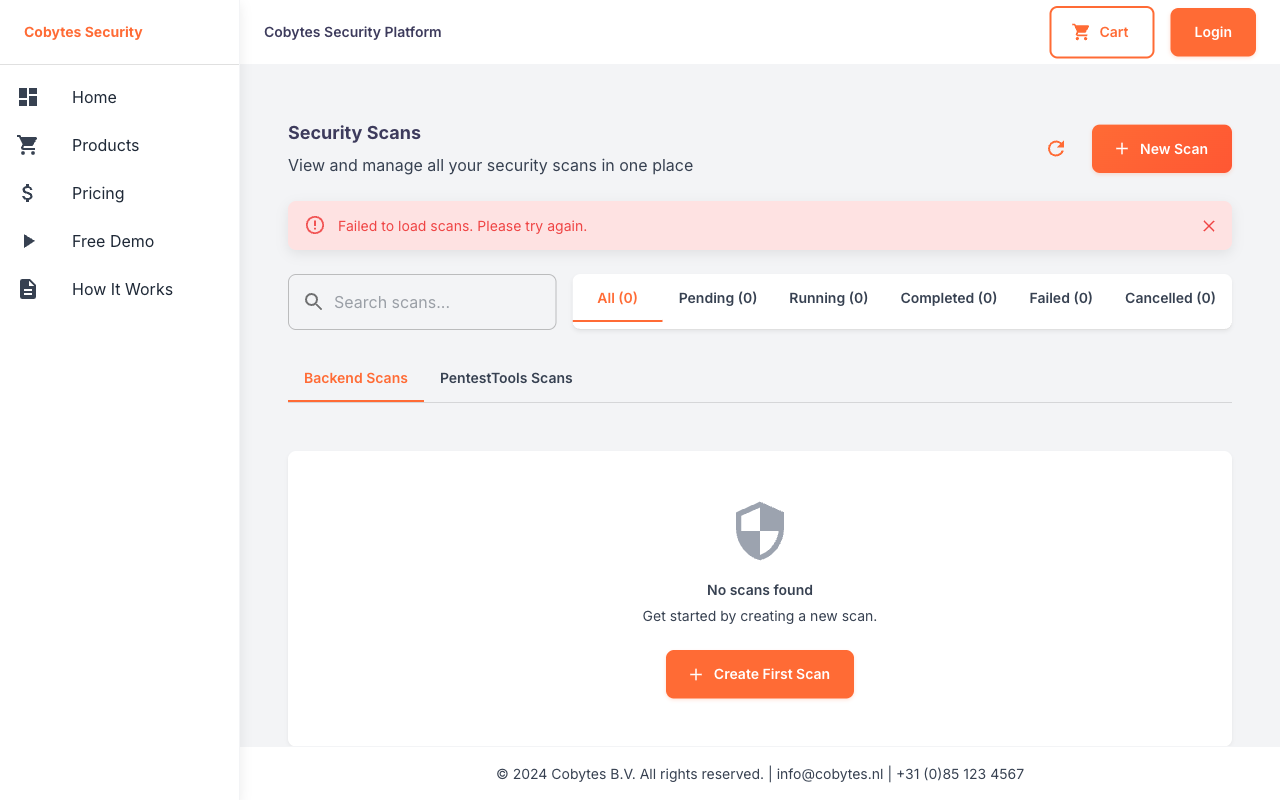 Cobytes Security
Cobytes Security Platform
Cart
Login
Home
Products
Pricing
Free Demo
How It Works
Security Scans
View and manage all your security scans in one place
New Scan
Failed to load scans. Please try again.
Search scans...
All (0)
Pending (0)
Running (0)
Completed (0)
Failed (0)
Cancelled (0)
Backend Scans
PentestTools Scans
No scans found
Get started by creating a new scan.
Create First Scan
© 2024 Cobytes B.V. All rights reserved. | info@cobytes.nl | +31 (0)85 123 4567